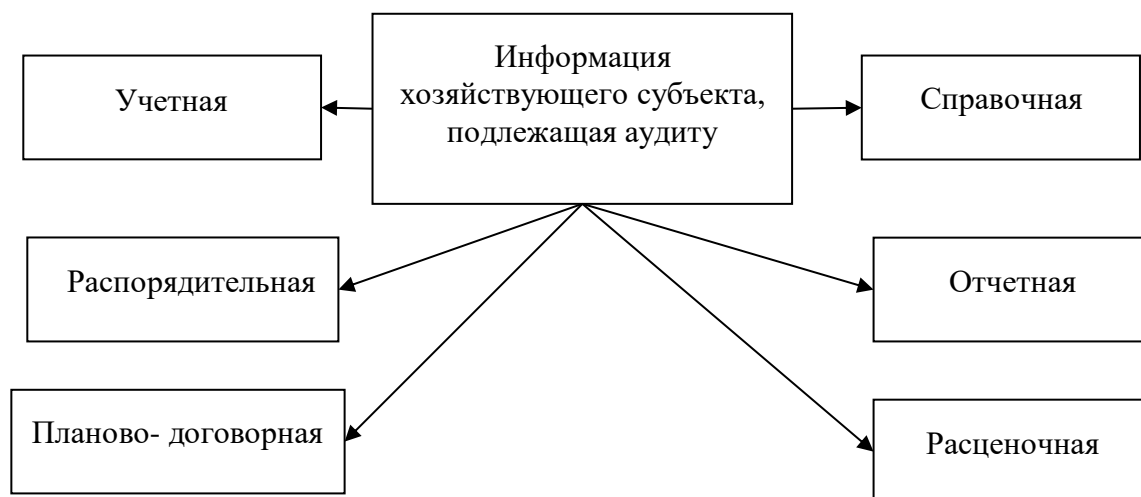 Информация
хозяйствующего субъекта,
подлежащая аудиту
Учетная
Справочная
Распорядительная
Отчетная
Планово- договорная
Расценочная